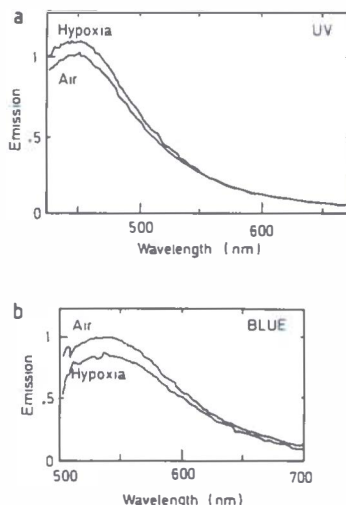 a
UV
Hypoxia
Air
1
.5
0
Emission
500
600
Wavelength (nm)
b
BLUE
Air
Hypoxia
1
.5
0
Emission
500
600
700
Wavelength (nm)